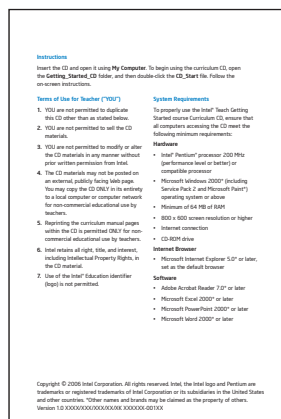 Instructions
Insert the CD and open it using My Computer. To begin using the curriculum CD, open
the Getting_Started_CD folder, and then double-click the CD_Start file. Follow the
on-screen instructions.
Terms of Use for Teacher ("YOU")
1. YOU are not permitted to duplicate
this CD other than as stated below.
2. YOU are not permitted to sell the CD
materials.
3. YOU are not permitted to modify or alter
the CD materials in any manner without
prior written permission from Intel.
4. The CD materials may not be posted on
an external, publicly facing Web page.
You may copy the CD ONLY in its entirety
to a local computer or computer network
for non-commercial educational use by
teachers.
5. Reprinting the curriculum manual pages
within the CD is permitted ONLY for non-
commercial educational use by teachers.
6. Intel retains all right, title, and interest,
including Intellectual Property Rights, in
the CD material.
7. Use of the Intel® Education identifier
(logo) is not permitted.
System Requirements
To properly use the Intel® Teach Getting
Started course Curriculum CD, ensure that
all computers accessing the CD meet the
following minimum requirements:
Hardware
• Intel® Pentium® processor 200 MHz
(performance level or better) or
compatible processor
• Microsoft Windows 2000* (including
Service Pack 2 and Microsoft Paint*)
operating system or above
• Minimum of 64 MB of RAM
• 800 x 600 screen resolution or higher
• Internet connection
• CD-ROM drive
Internet Browser
• Microsoft Internet Explorer 5.0* or later,
set as the default browser
Software
• Adobe Acrobat Reader 7.0* or later
• Microsoft Excel 2000* or later
• Microsoft PowerPoint 2000* or later
• Microsoft Word 2000* or later
Copyright © 2006 Intel Corporation. All rights reserved. Intel, the Intel logo and Pentium are
trademarks or registered trademarks of Intel Corporation or its subsidiaries in the United States
and other countries. *Other names and brands may be claimed as the property of others.
Version 1.0